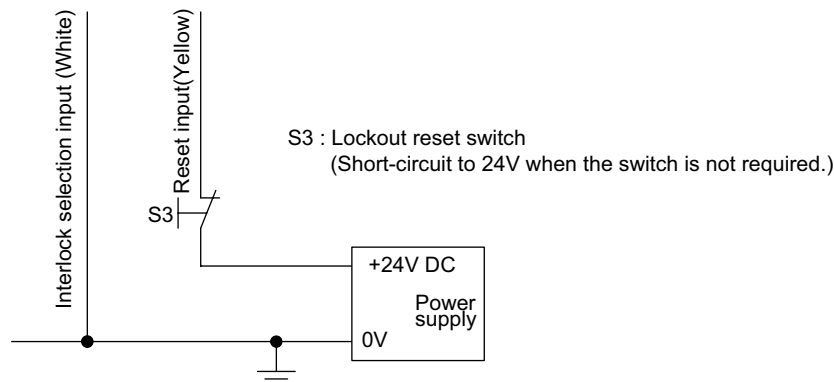 Interlock selection input (White)
Reset input(Yellow)
S3 : Lockout reset switch
(Short-circuit to 24V when the switch is not required.)
S3
+24V DC
Power
supply
0V